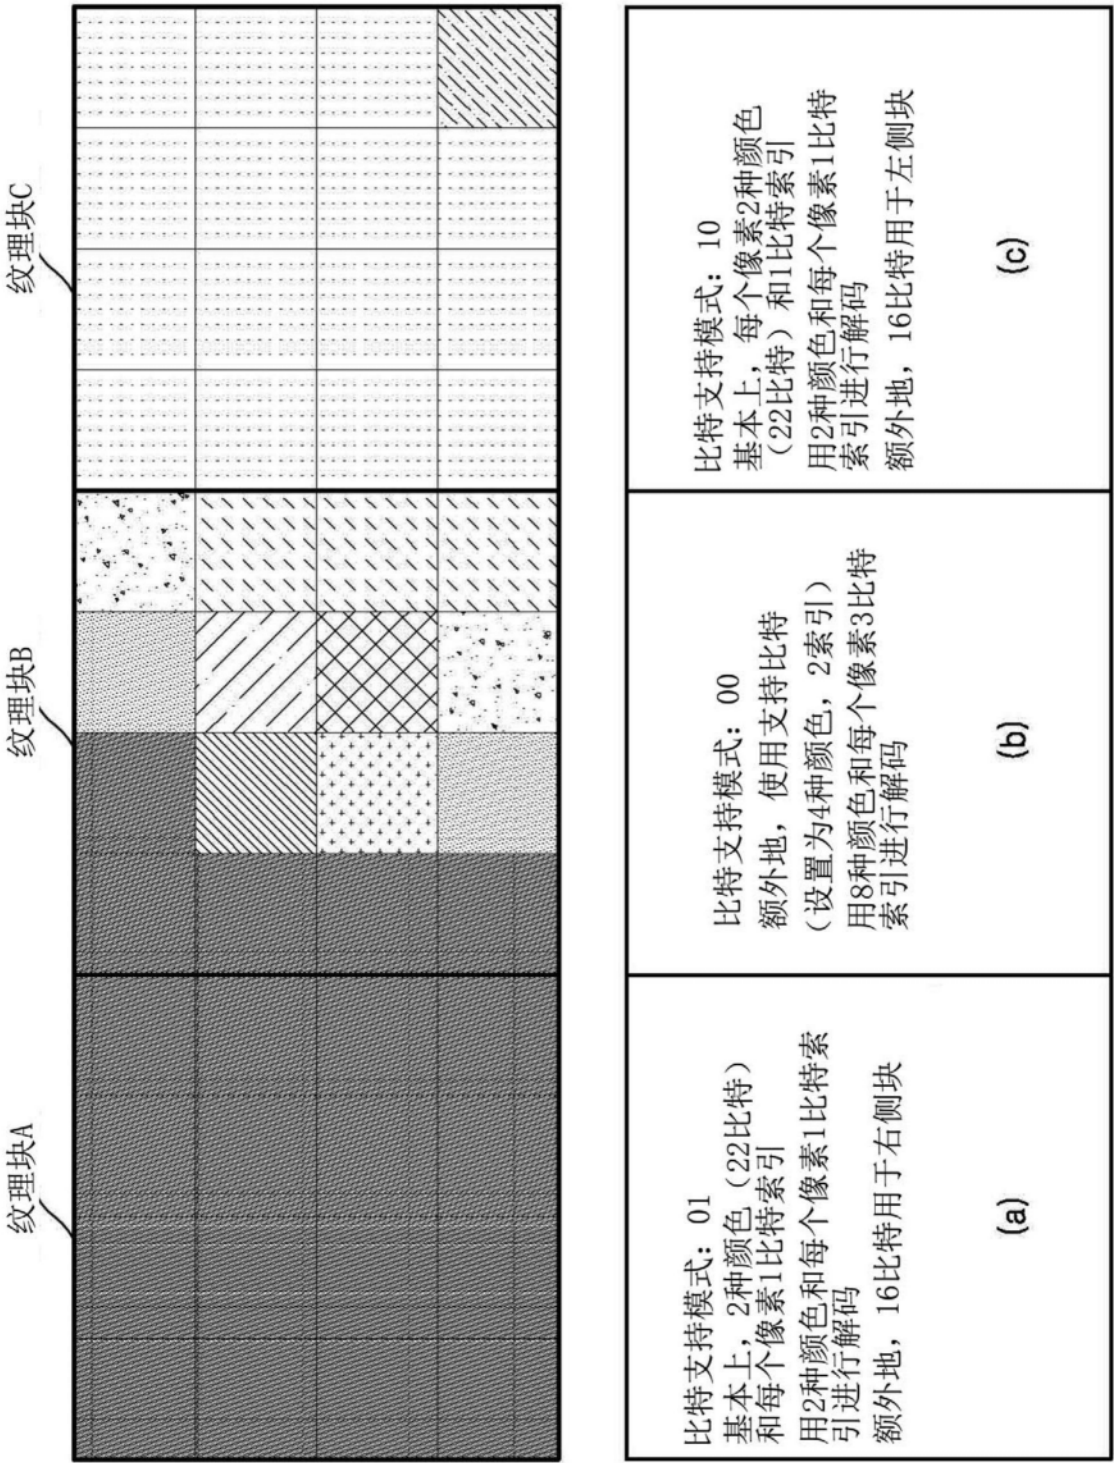 纹理块A
纹理块B
纹理块C
比特支持模式：01
基本上，2种颜色（22比特）
和每个像素1比特索引
用2种颜色和每个像素1比特索
引进行解码
额外地，16比特用于右侧块
(a)
比特支持模式：00
额外地，使用支持比特
（设置为4种颜色，2索引）
用8种颜色和每个像素3比特
索引进行解码
(b)
比特支持模式：10
基本上，每个像素2种颜色
（22比特）和1比特索引
用2种颜色和每个像素1比特
索引进行解码
额外地，16比特用于左侧块
(c)